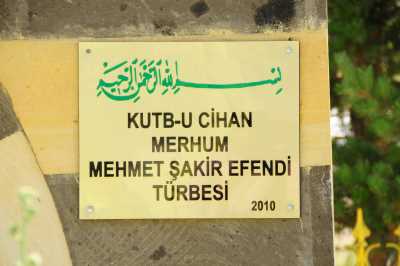 بسم الله الرحمن الرحيم
KUTB-U CİHAN
MERHUM
MEHMET ŞAKİR EFENDİ
TÜRBESİ
2010